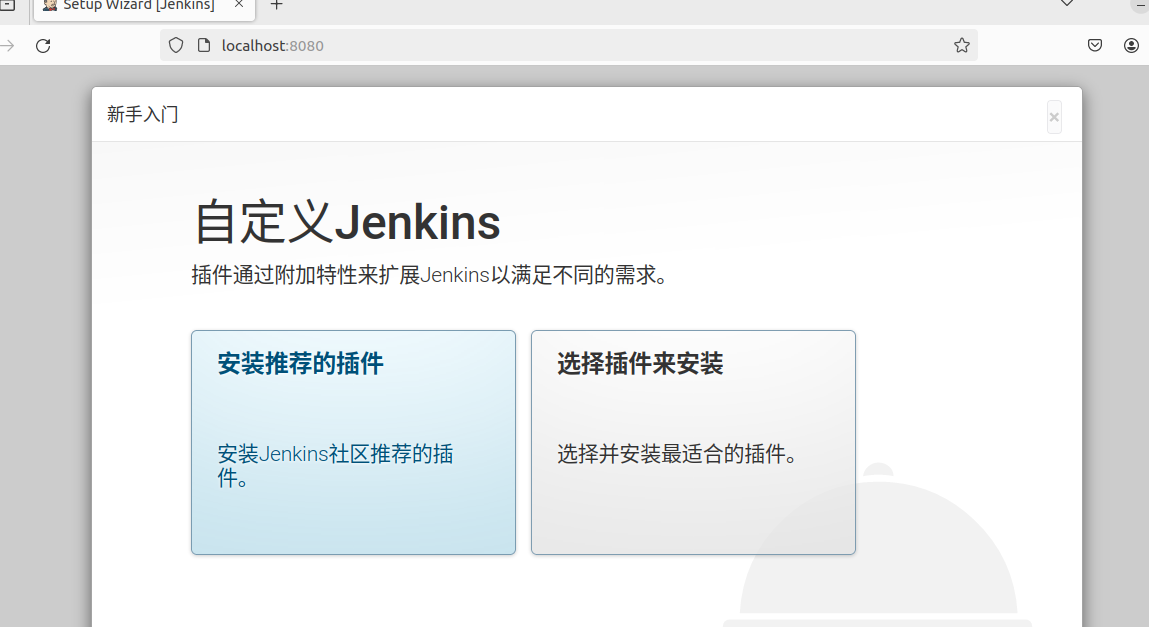 Setup Wizard [Jenkins]
localhost:8080
新手入门
自定义Jenkins
插件通过附加特性来扩展Jenkins以满足不同的需求。
安装推荐的插件
安装Jenkins社区推荐的插
件。
选择插件来安装
选择并安装最适合的插件。